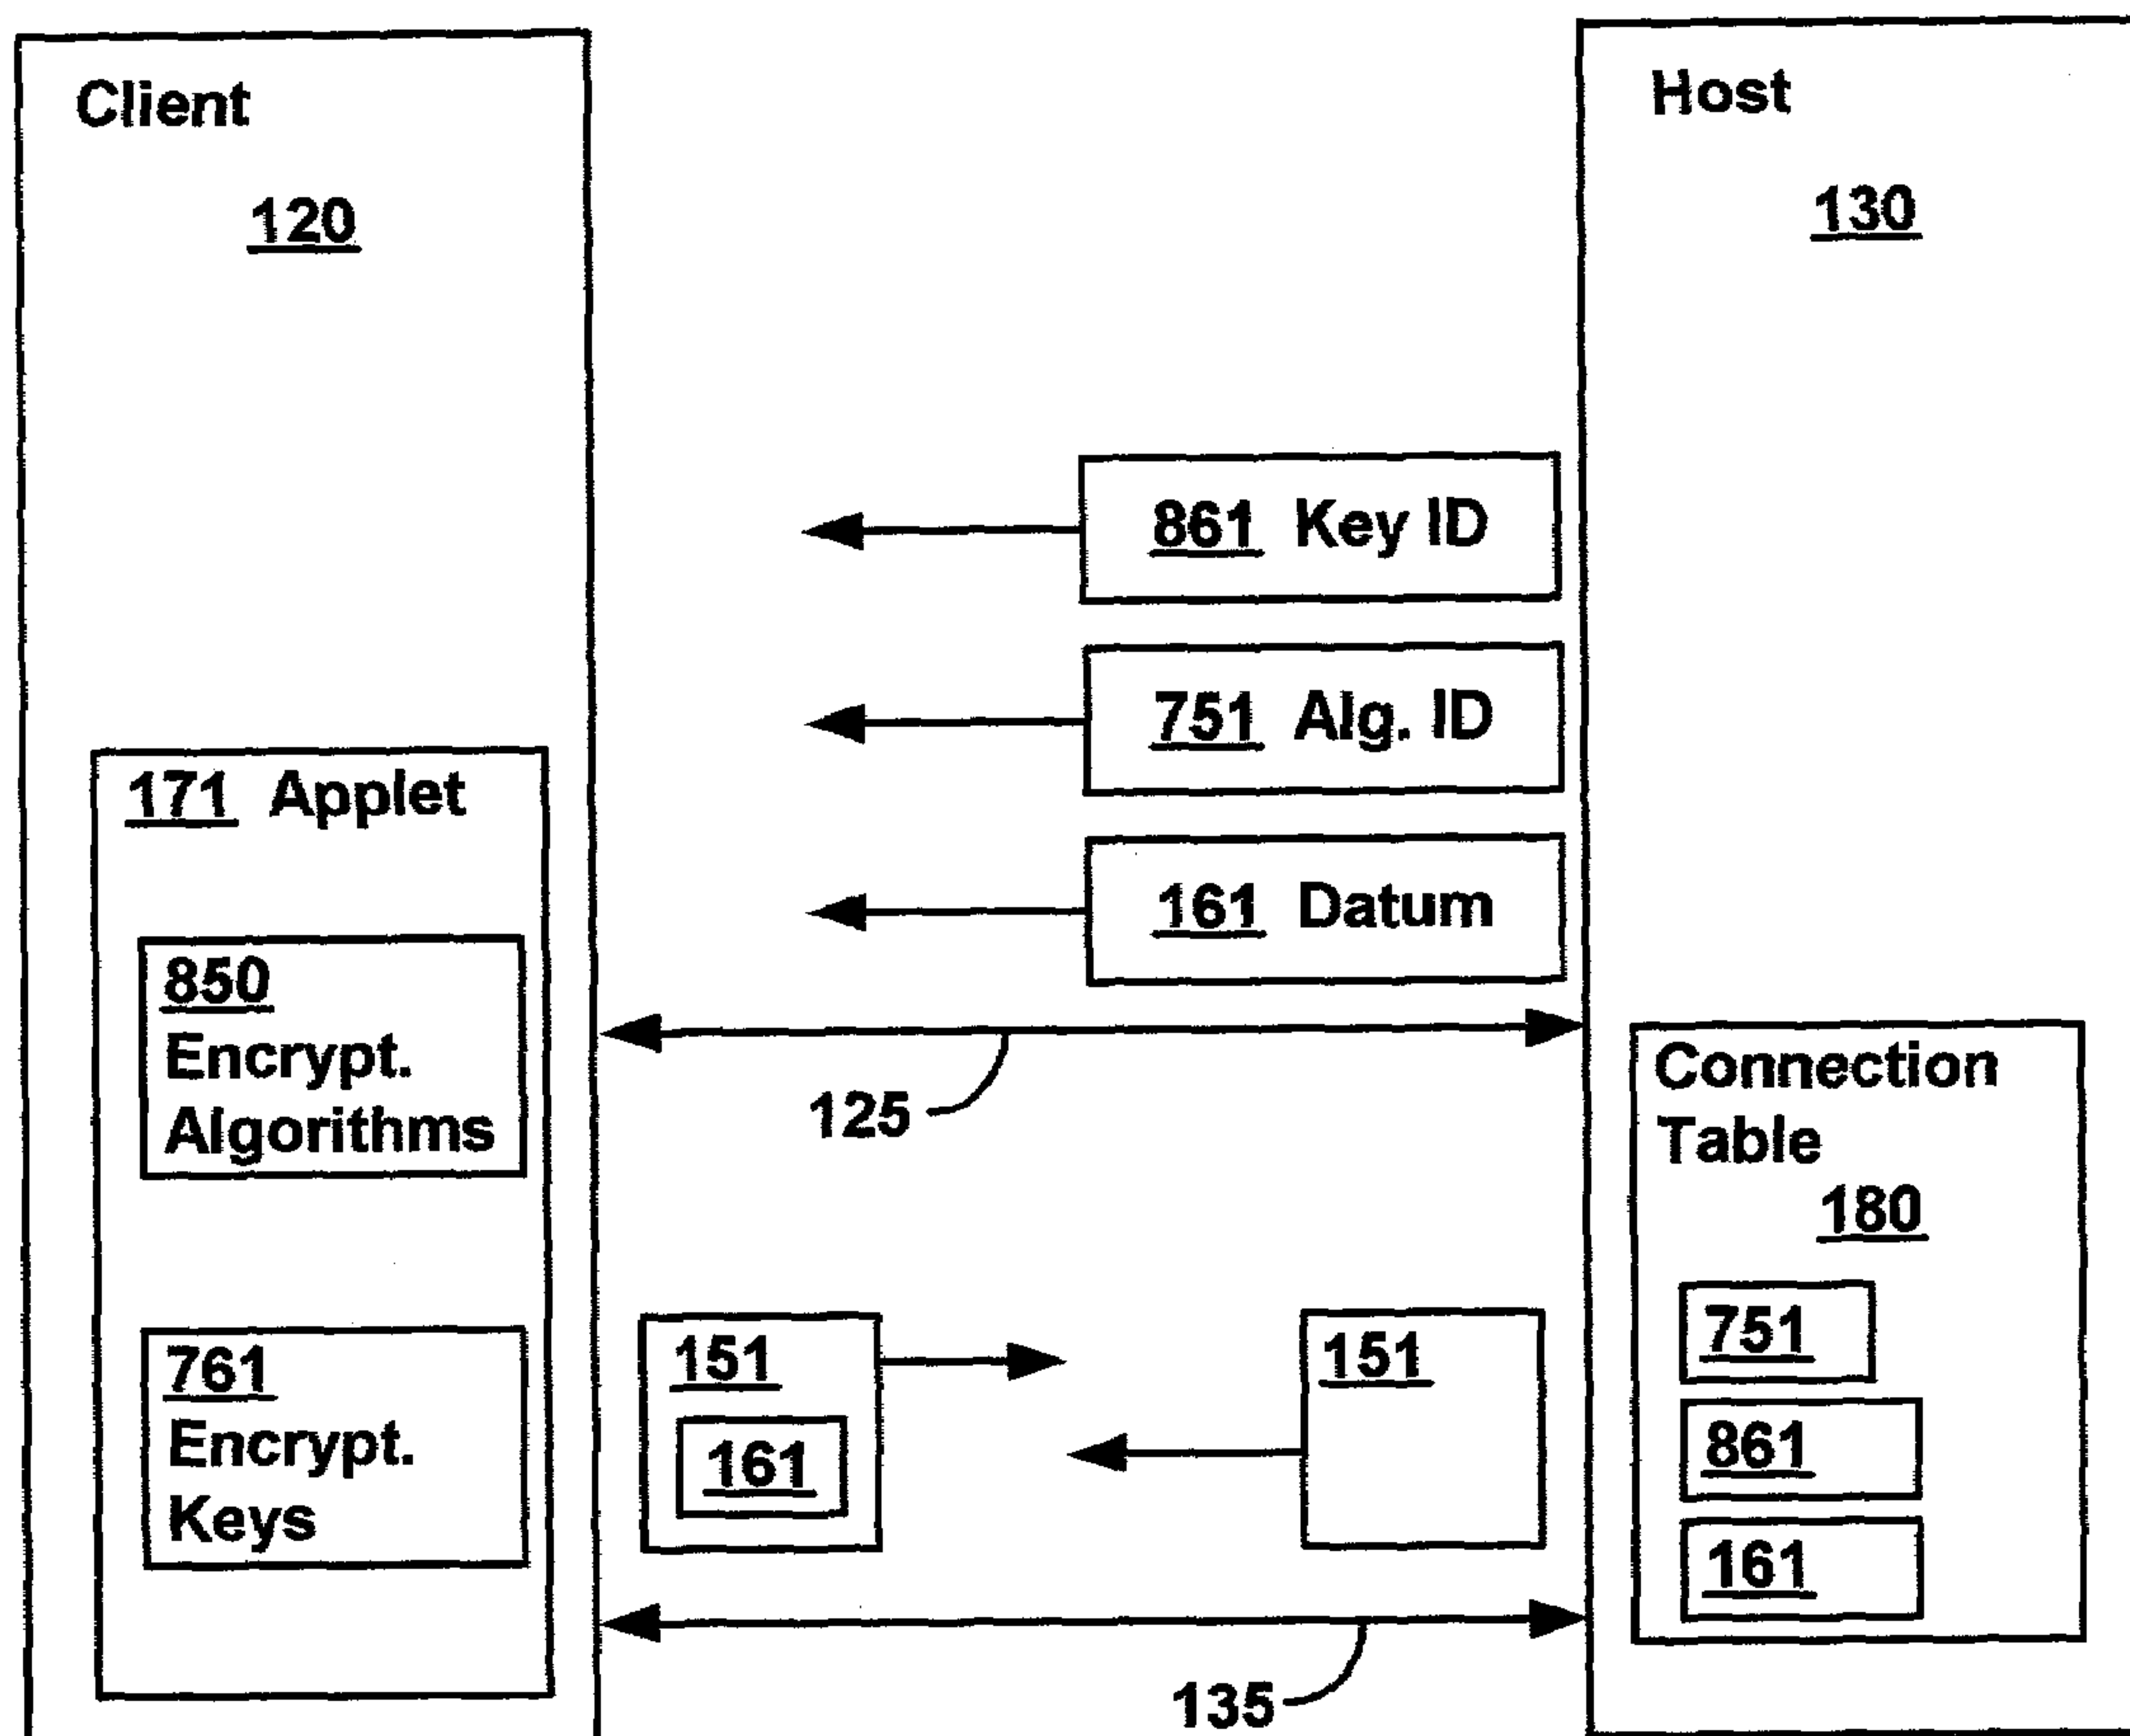 Client
120
Host
130
861 Key ID
751 Alg. ID
171 Applet
161 Datum
850
Encrypt.
Algorithms
125
Connection
Table
180
751
861
161
761
Encrypt.
Keys
151
161
151
135